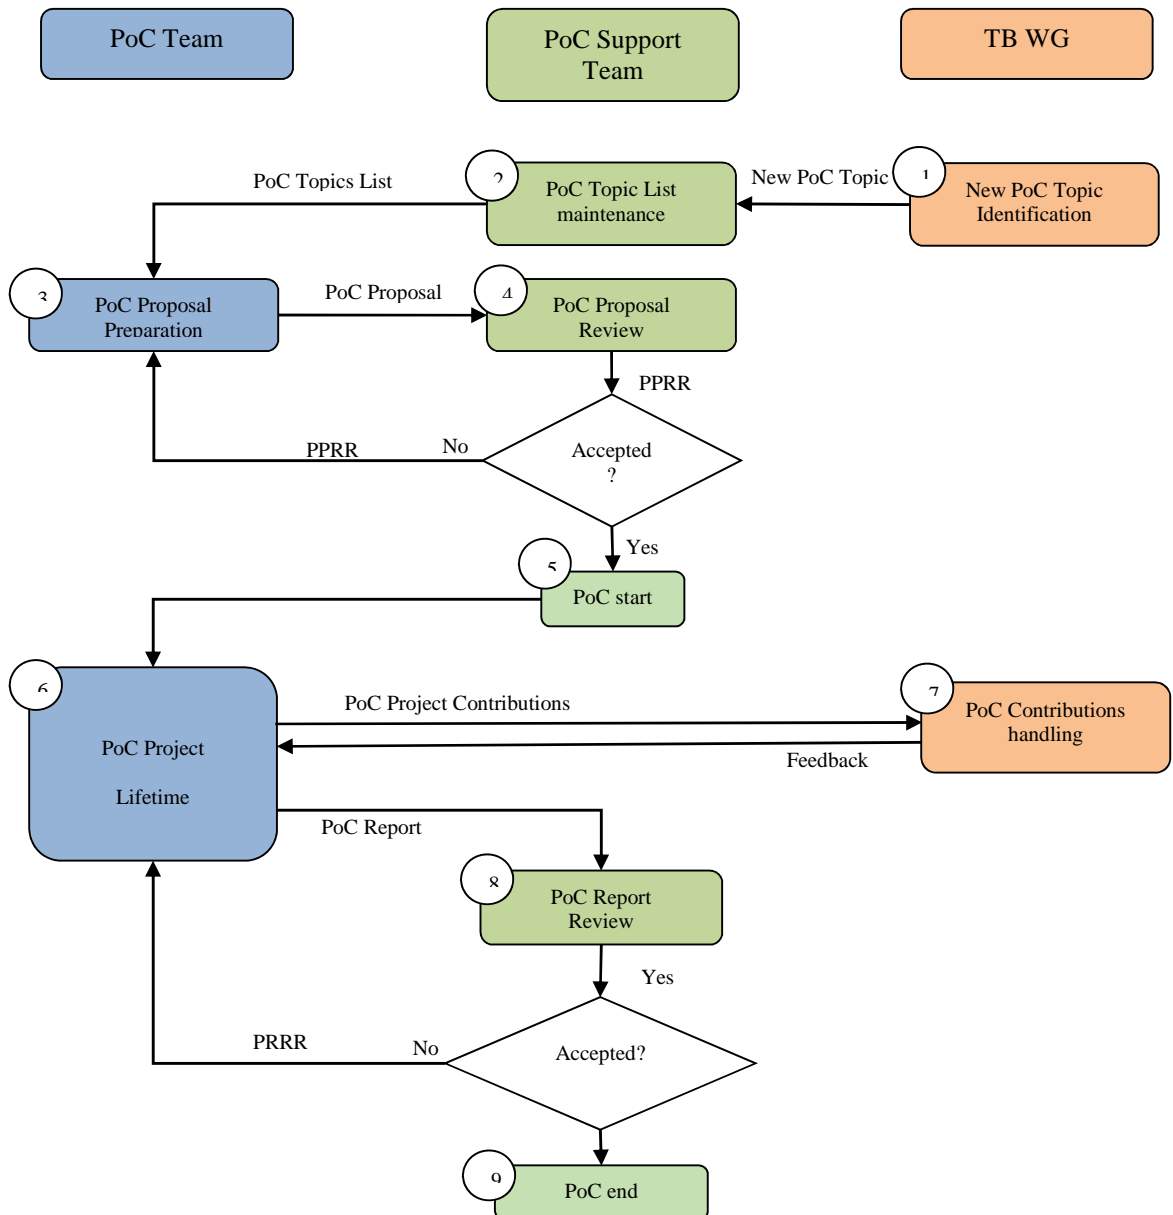 PoC Team
PoC Support
Team
TB WG
1
New PoC Topic
Identification
New PoC Topic
2
PoC Topic List
maintenance
PoC Topics List
3
PoC Proposal
Preparation
PoC Proposal
4
PoC Proposal
Review
PPRR
Accepted
?
No
PPRR
Yes
5
PoC start
6
PoC Project
Lifetime
PoC Project Contributions
7
PoC Contributions
handling
Feedback
PoC Report
8
PoC Report
Review
Yes
Accepted?
No
PRRR
9
PoC end